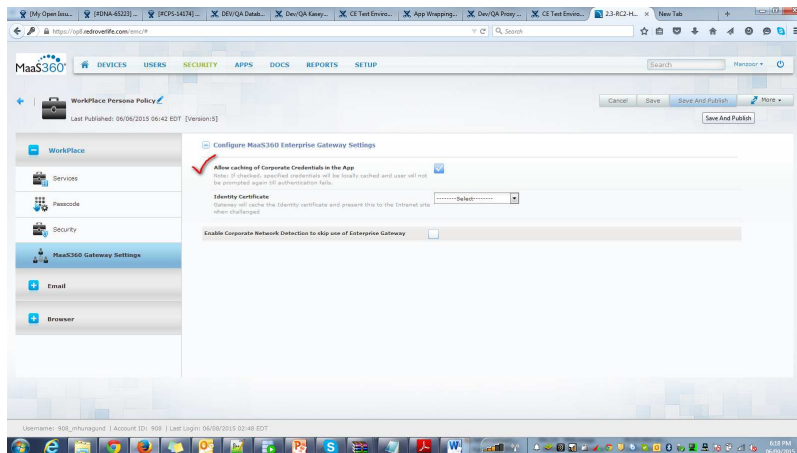 [My Open Issu...
[#DNA-65223] ...
[#CPS-14174] ...
DEV/QA Datab...
Dev/QA Kasey...
CE Test Enviro...
App Wrapping...
Dev/QA Proxy ...
CE Test Enviro...
2.3-RC2-H...
New Tab
https://op8.redroverlife.com/emc/#
Search
MaaS360
DEVICES USERS SECURITY APPS DOCS REPORTS SETUP
Search
Manzoor
WorkPlace Persona Policy
Last Published: 06/06/2015 06:42 EDT [Version:5]
Cancel Save Save And Publish More
Save And Publish
WorkPlace
Services
Passcode
Security
MaaS360 Gateway Settings
Email
Browser
Configure MaaS360 Enterprise Gateway Settings
Allow caching of Corporate Credentials in the App
Note: If checked, specified credentials will be locally cached and user will not
be prompted again till authentication fails.
Identity Certificate
Gateway will cache the Identity certificate and present this to the Intranet site
when challenged
--------Select--------
Enable Corporate Network Detection to skip use of Enterprise Gateway
Username: 908_mhunagund | Account ID: 908 | Last Login: 06/08/2015 02:48 EDT
6:18 PM
06/09/2015